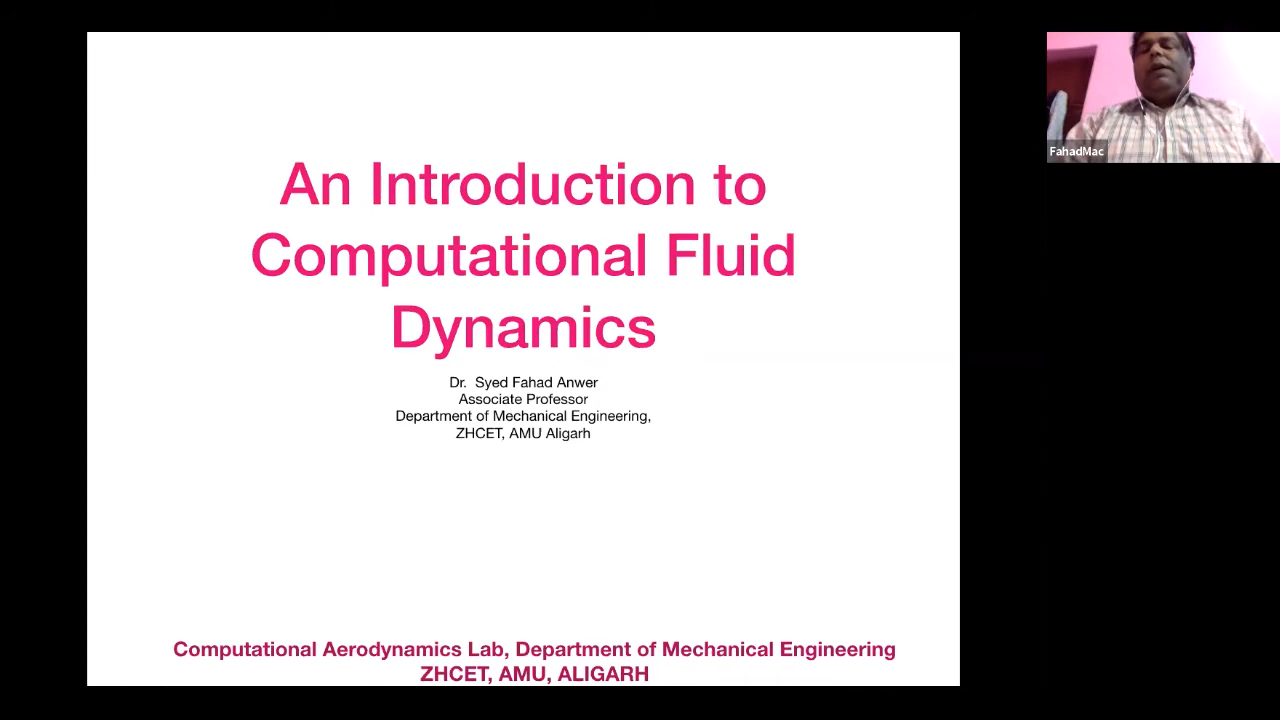 An Introduction to
Computational Fluid
Dynamics
Dr. Syed Fahad Anwer
Associate Professor
Department of Mechanical Engineering,
ZHCET, AMU Aligarh
Computational Aerodynamics Lab, Department of Mechanical Engineering
ZHCET, AMU, ALIGARH
FahadMac